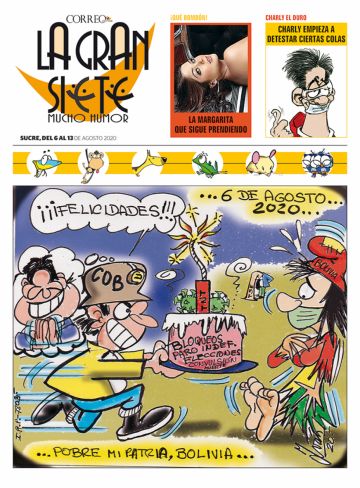 CORREO
LA GRAN
SIETE
MUCHO HUMOR
SUCRE, DEL 6 AL 13 DE AGOSTO 2020
¡QUÉ BOMBÓN!
LA MARGARITA
QUE SIGUE PRENDIENDO
CHARLY EL DURO
CHARLY EMPIEZA A
DETESTAR CIERTAS COLAS
¡¡¡FELICIDADES!!!
...6 DE AGOSTO...
2020...
COB
TNT
BLOQUEOS
PARO INDEF.
ELECCIONES
...POBRE MI PATRIA, BOLIVIA...